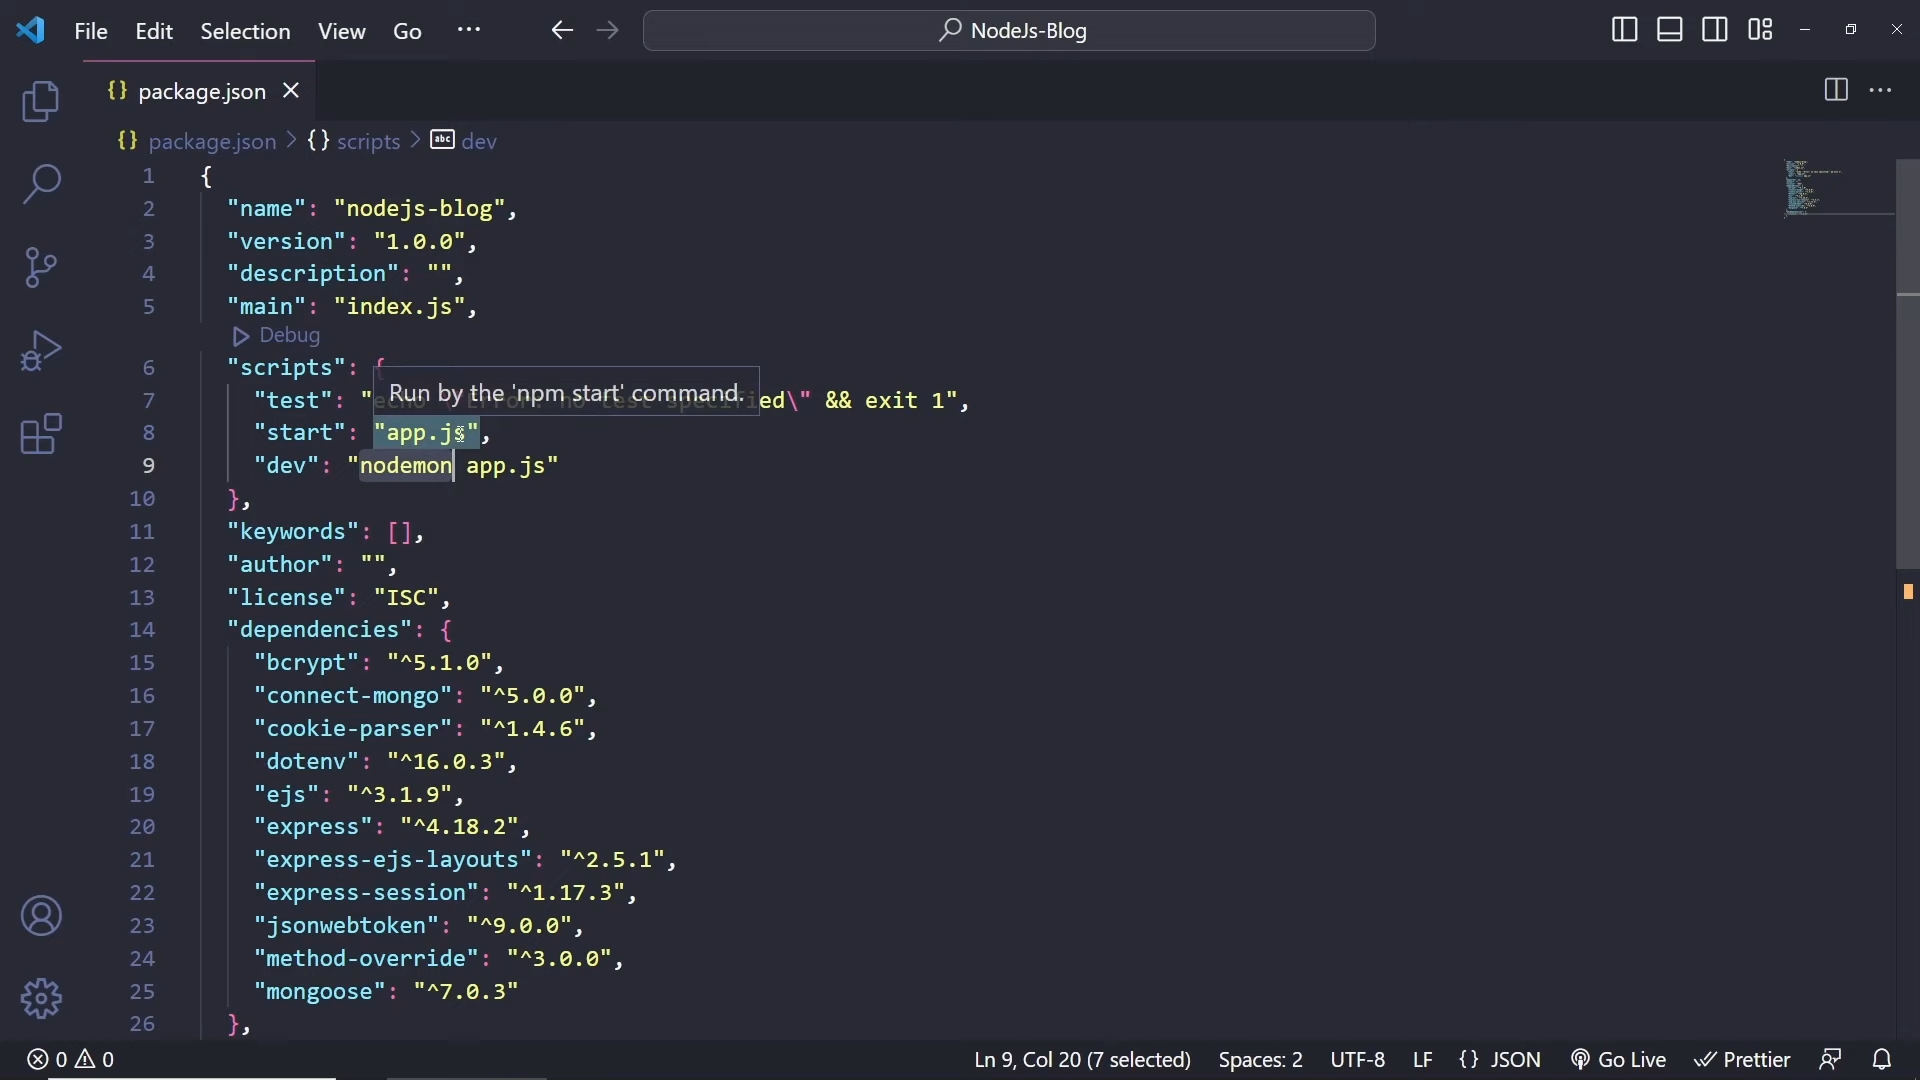 File Edit Selection View Go ··· NodeJs-Blog
{} package.json
{} package.json > {} scripts > abc dev
1 {
2 "name": "nodejs-blog",
3 "version": "1.0.0",
4 "description": "",
5 "main": "index.js",
Debug
6 "scripts": {
Run by the 'npm start' command.
7 "test": "echo \"Error: no test specified\" && exit 1",
8 "start": "app.js",
9 "dev": "nodemon app.js"
10 },
11 "keywords": [],
12 "author": "",
13 "license": "ISC",
14 "dependencies": {
15 "bcrypt": "^5.1.0",
16 "connect-mongo": "^5.0.0",
17 "cookie-parser": "^1.4.6",
18 "dotenv": "^16.0.3",
19 "ejs": "^3.1.9",
20 "express": "^4.18.2",
21 "express-ejs-layouts": "^2.5.1",
22 "express-session": "^1.17.3",
23 "jsonwebtoken": "^9.0.0",
24 "method-override": "^3.0.0",
25 "mongoose": "^7.0.3"
26 },
0 0 Ln 9, Col 20 (7 selected) Spaces: 2 UTF-8 LF {} JSON Go Live Prettier